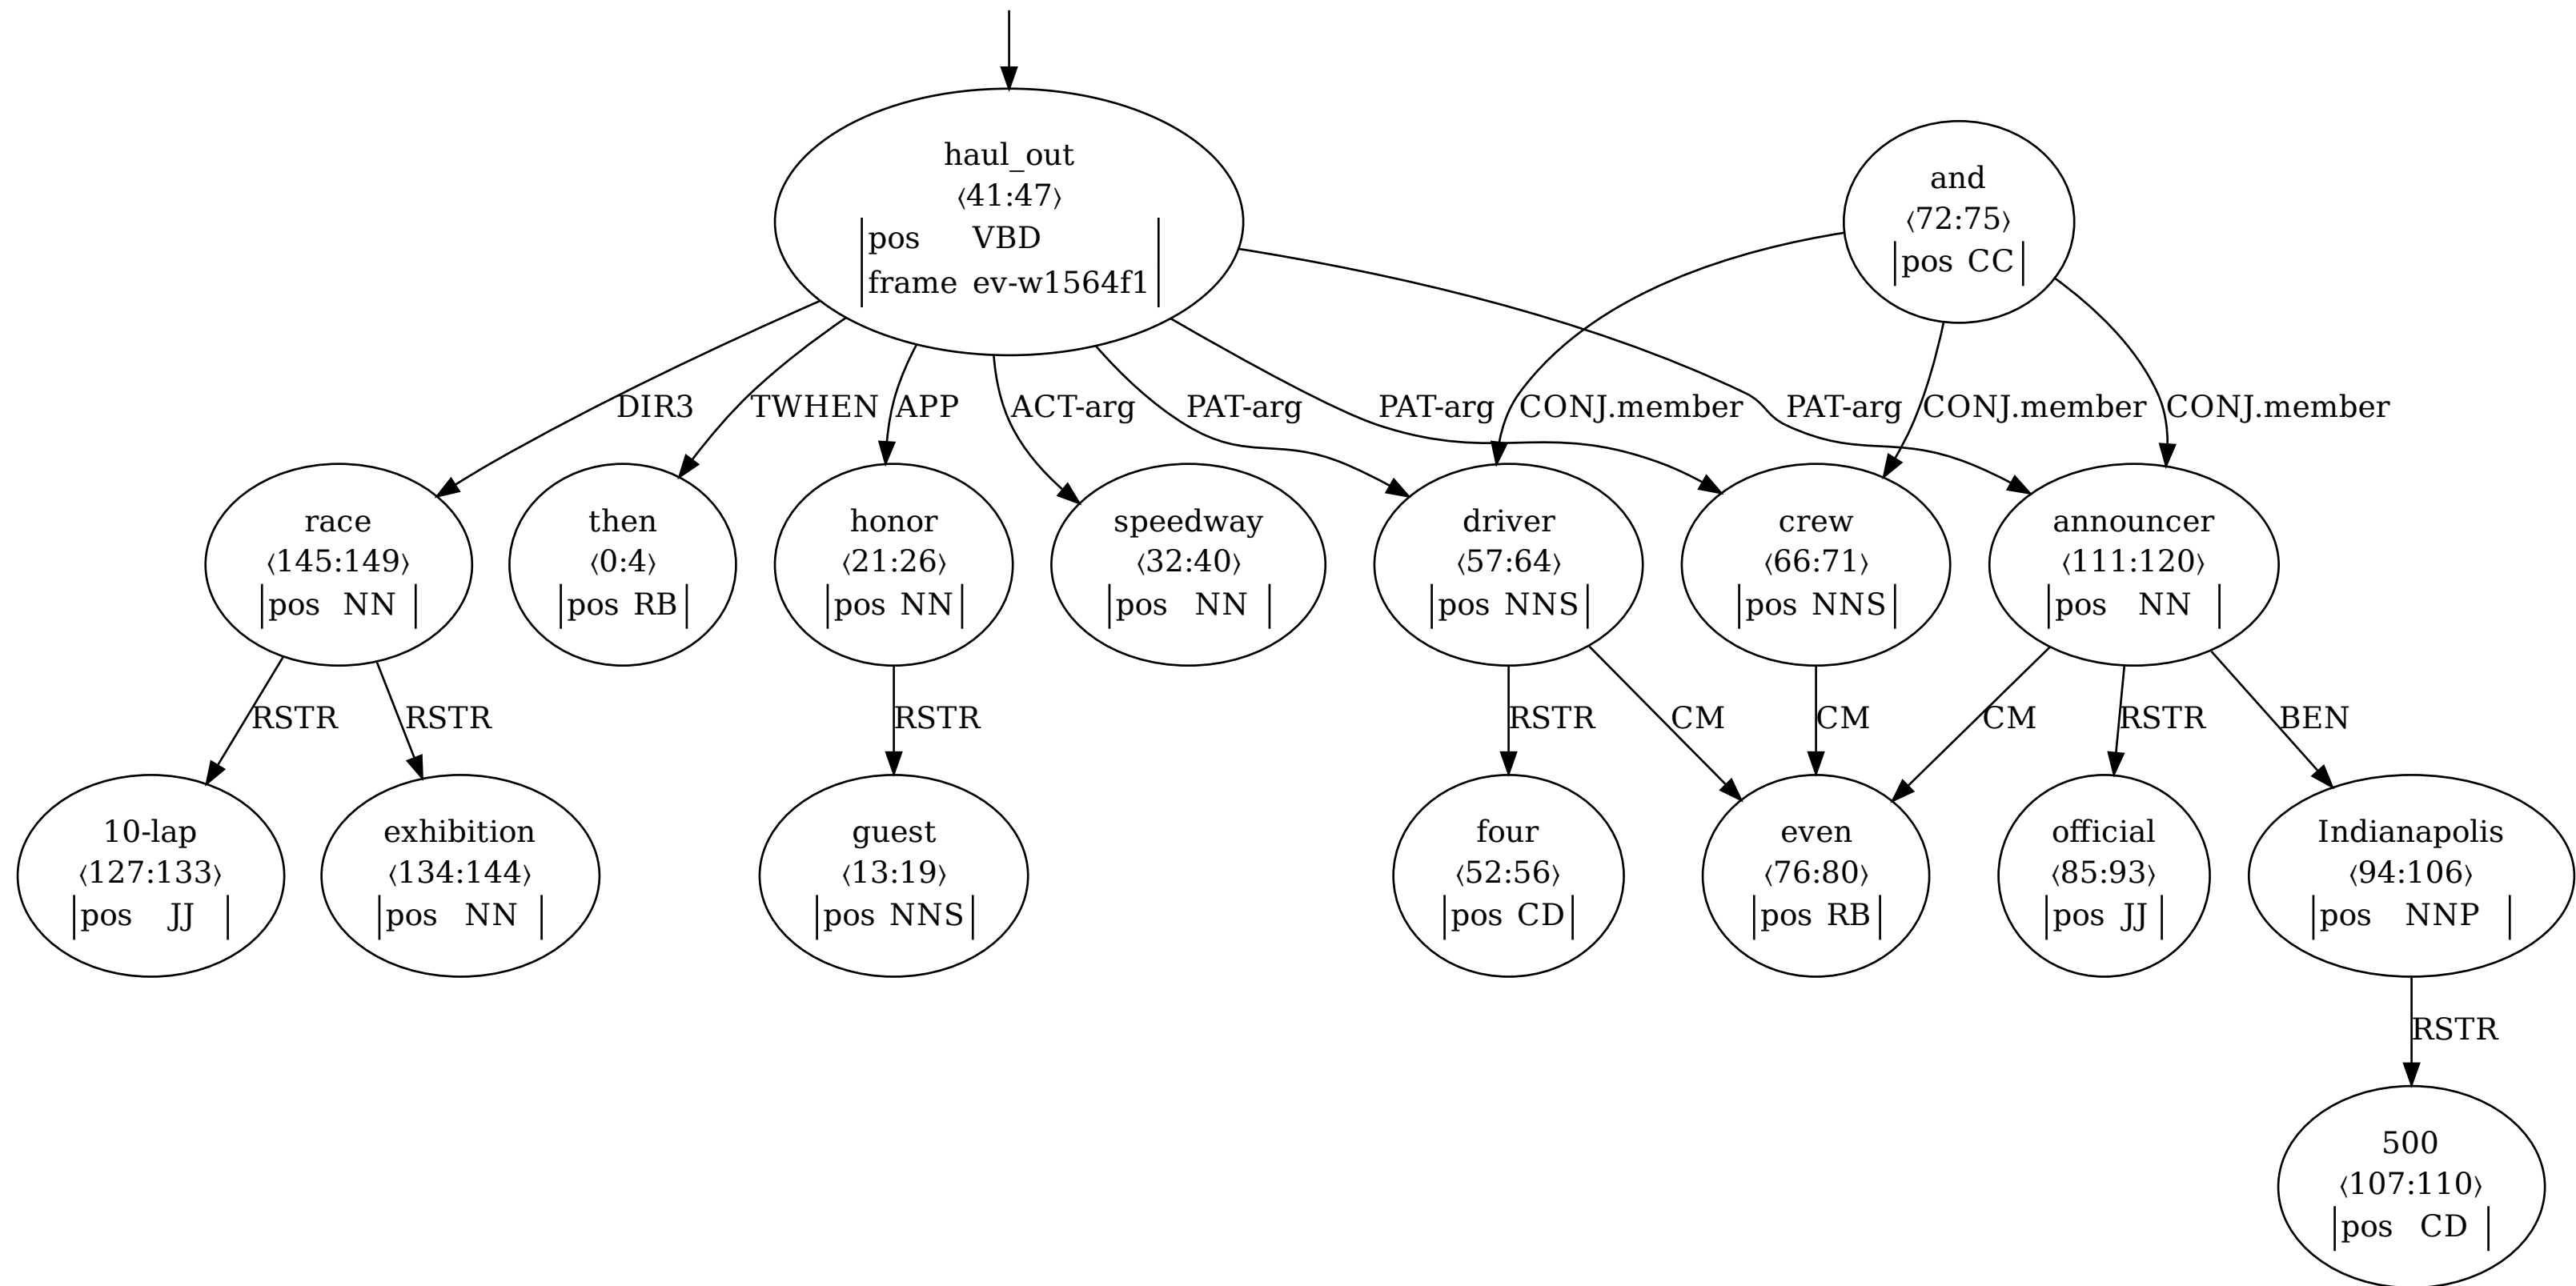 haul_out
⟨41:47⟩
pos VBD
frame ev-w1564f1
and
⟨72:75⟩
pos CC
DIR3
TWHEN
APP
ACT-arg
PAT-arg
PAT-arg
CONJ.member
PAT-arg
CONJ.member
CONJ.member
race
⟨145:149⟩
pos NN
then
⟨0:4⟩
pos RB
honor
⟨21:26⟩
pos NN
speedway
⟨32:40⟩
pos NN
driver
⟨57:64⟩
pos NNS
crew
⟨66:71⟩
pos NNS
announcer
⟨111:120⟩
pos NN
RSTR
RSTR
RSTR
RSTR
CM
CM
CM
RSTR
BEN
10-lap
⟨127:133⟩
pos JJ
exhibition
⟨134:144⟩
pos NN
guest
⟨13:19⟩
pos NNS
four
⟨52:56⟩
pos CD
even
⟨76:80⟩
pos RB
official
⟨85:93⟩
pos JJ
Indianapolis
⟨94:106⟩
pos NNP
RSTR
500
⟨107:110⟩
pos CD